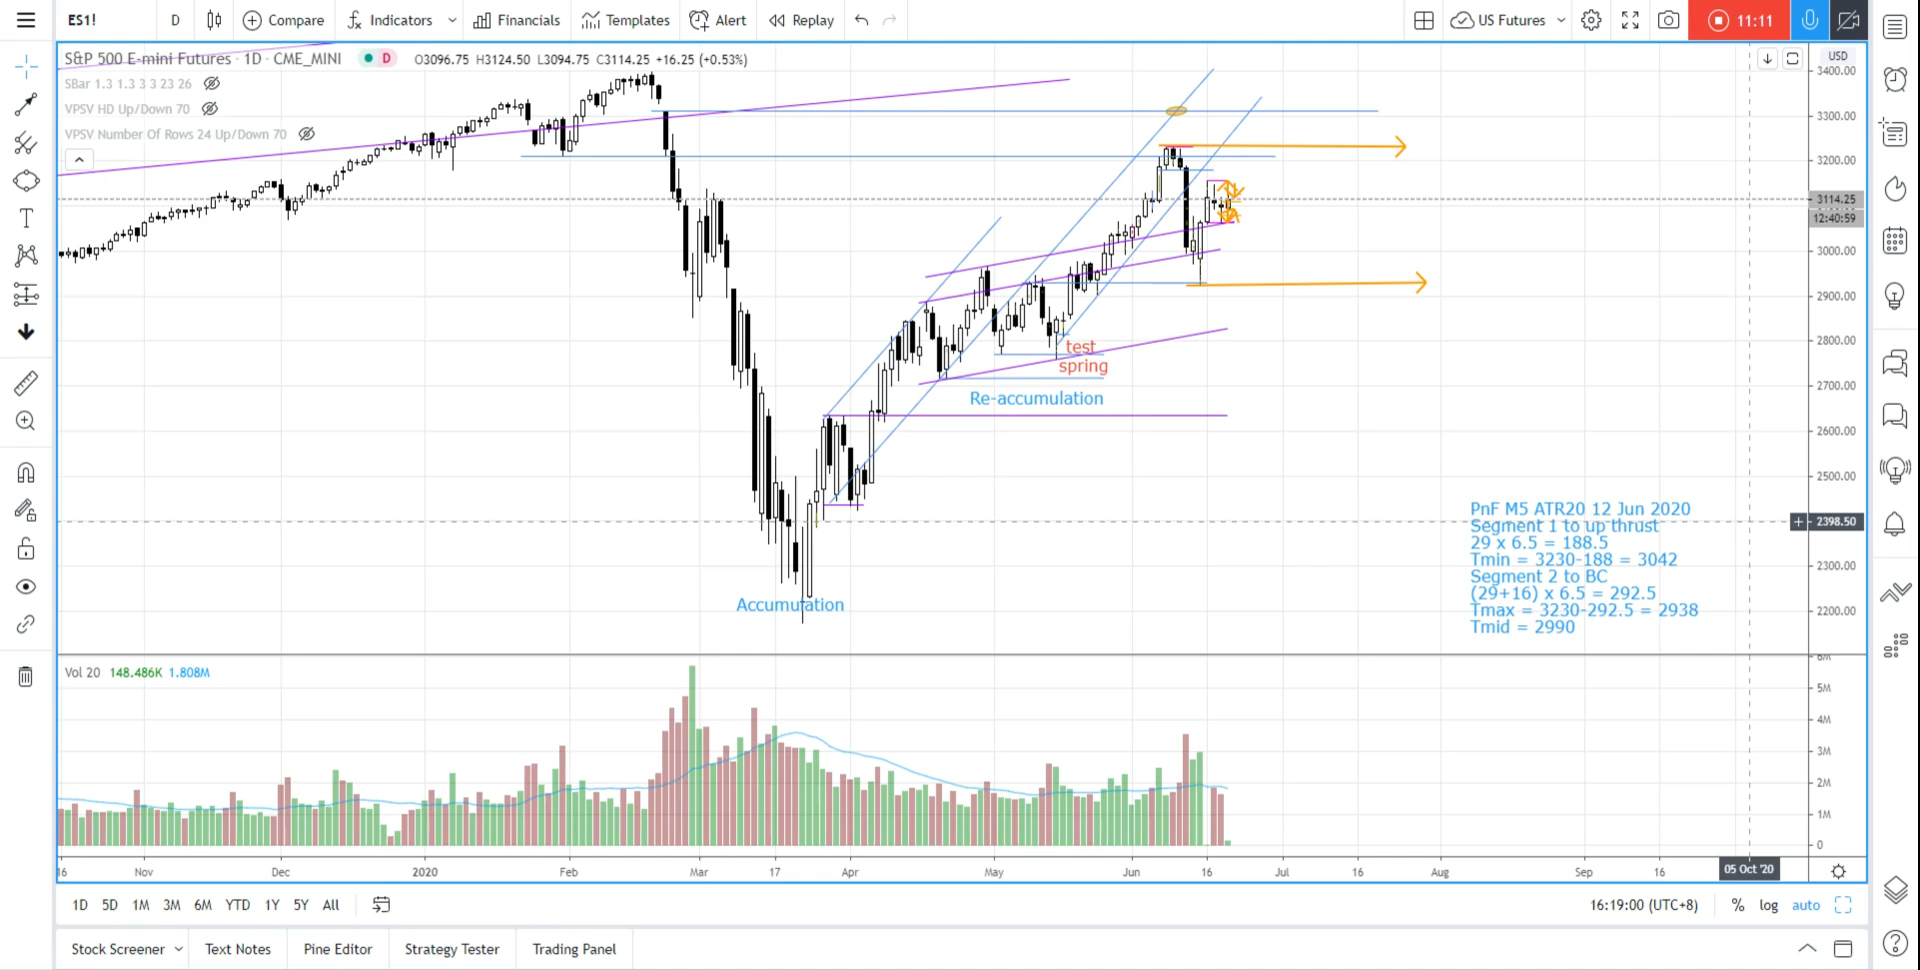 ES1!
D
Compare
Indicators
Financials
Templates
Alert
Replay
US Futures
11:11
S&P 500 E-mini Futures · 1D · CME_MINI
D
O3096.75 H3124.50 L3094.75 C3114.25 +16.25 (+0.53%)
USD
SBar 1.3 1.3 3 3 23 26
VPSV HD Up/Down 70
VPSV Number Of Rows 24 Up/Down 70
3400.00
3300.00
3200.00
3114.25
12:40:59
3000.00
2900.00
2800.00
2700.00
2600.00
2500.00
2398.50
2300.00
2200.00
test
spring
Re-accumulation
Accumulation
PnF M5 ATR20 12 Jun 2020
Segment 1 to up thrust
29 x 6.5 = 188.5
Tmin = 3230-188 = 3042
Segment 2 to BC
(29+16) x 6.5 = 292.5
Tmax = 3230-292.5 = 2938
Tmid = 2990
Vol 20 148.486K 1.808M
6M
5M
4M
3M
2M
1M
0
16 Nov Dec 2020 Feb Mar 17 Apr May Jun 16 Jul 16 Aug Sep 16 05 Oct '20
1D 5D 1M 3M 6M YTD 1Y 5Y All
16:19:00 (UTC+8)
% log auto
Stock Screener
Text Notes
Pine Editor
Strategy Tester
Trading Panel